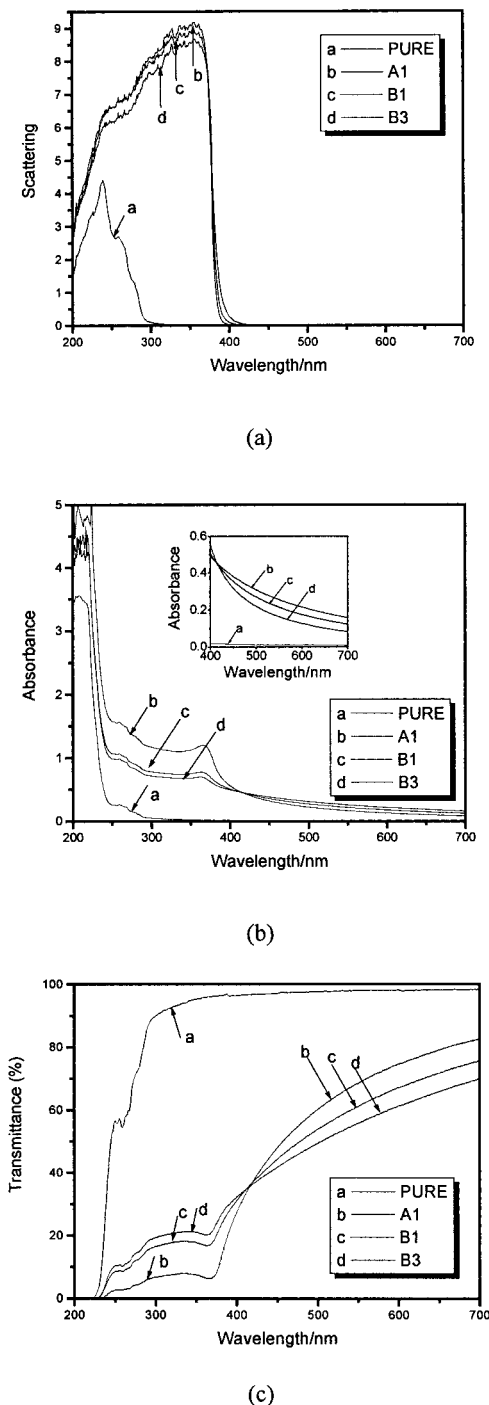 9
8
7
6
5
4
3
2
1
0
Scattering
a PURE
b A1
c B1
d B3
c
b
d
a
200 300 400 500 600 700
Wavelength/nm
(a)
5
4
3
2
1
0
Absorbance
0.6
0.4
0.2
0.0
Absorbance
b
c
d
a
400 500 600 700
Wavelength/nm
b
c
d
a
a PURE
b A1
c B1
d B3
200 300 400 500 600 700
Wavelength/nm
(b)
100
80
60
40
20
0
Transmittance (%)
a
b
c
d
c
d
b
a PURE
b A1
c B1
d B3
200 300 400 500 600 700
Wavelength/nm
(c)